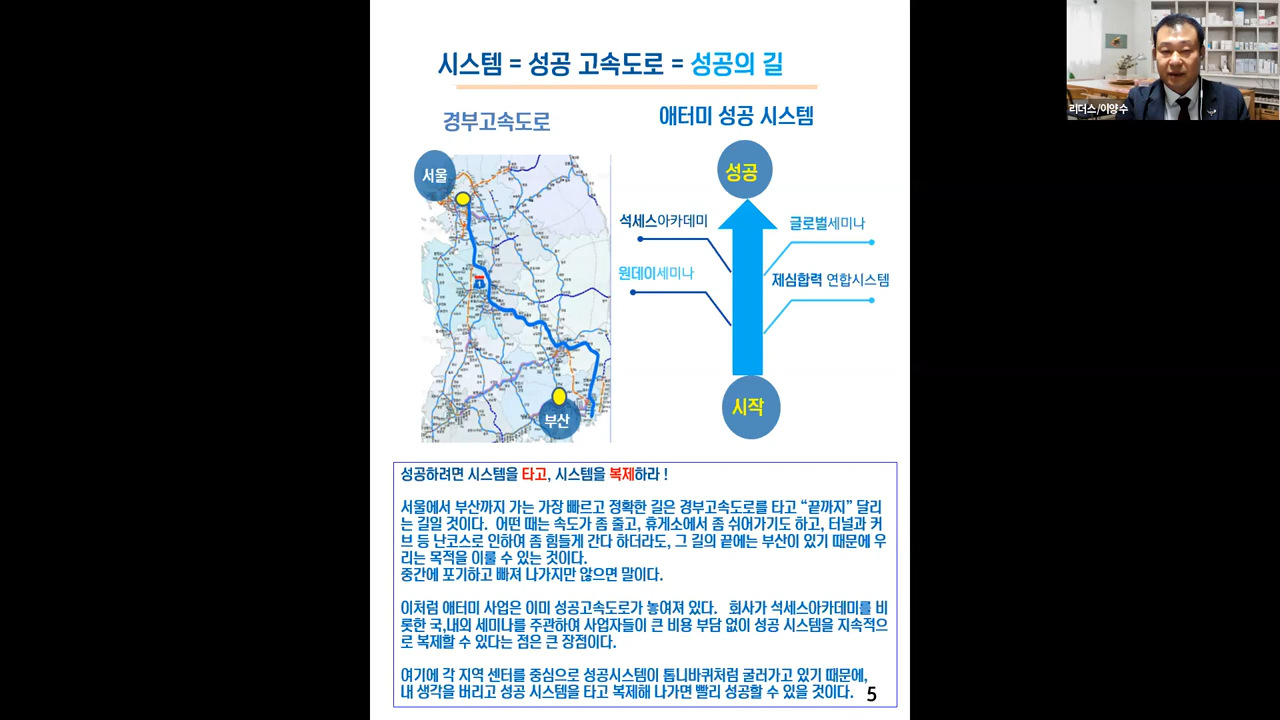 시스템 = 성공 고속도로 = 성공의 길
경부고속도로
애터미 성공 시스템
서울
부산
성공
석세스아카데미
글로벌세미나
원데이세미나
제심합력 연합시스템
시작
성공하려면 시스템을 타고, 시스템을 복제하라 !
서울에서 부산까지 가는 가장 빠르고 정확한 길은 경부고속도로를 타고 “끝까지” 달리
는 길일 것이다. 어떤 때는 속도가 좀 줄고, 휴게소에서 좀 쉬어가기도 하고, 터널과 커
브 등 난코스로 인하여 좀 힘들게 간다 하더라도, 그 길의 끝에는 부산이 있기 때문에 우
리는 목적을 이룰 수 있는 것이다.
중간에 포기하고 빠져 나가지만 않으면 말이다.
이처럼 애터미 사업은 이미 성공고속도로가 놓여져 있다. 회사가 석세스아카데미를 비
롯한 국,내외 세미나를 주관하여 사업자들이 큰 비용 부담 없이 성공 시스템을 지속적으
로 복제할 수 있다는 점은 큰 장점이다.
여기에 각 지역 센터를 중심으로 성공시스템이 톱니바퀴처럼 굴러가고 있기 때문에,
내 생각을 버리고 성공 시스템을 타고 복제해 나가면 빨리 성공할 수 있을 것이다.
5
리더스/이양수